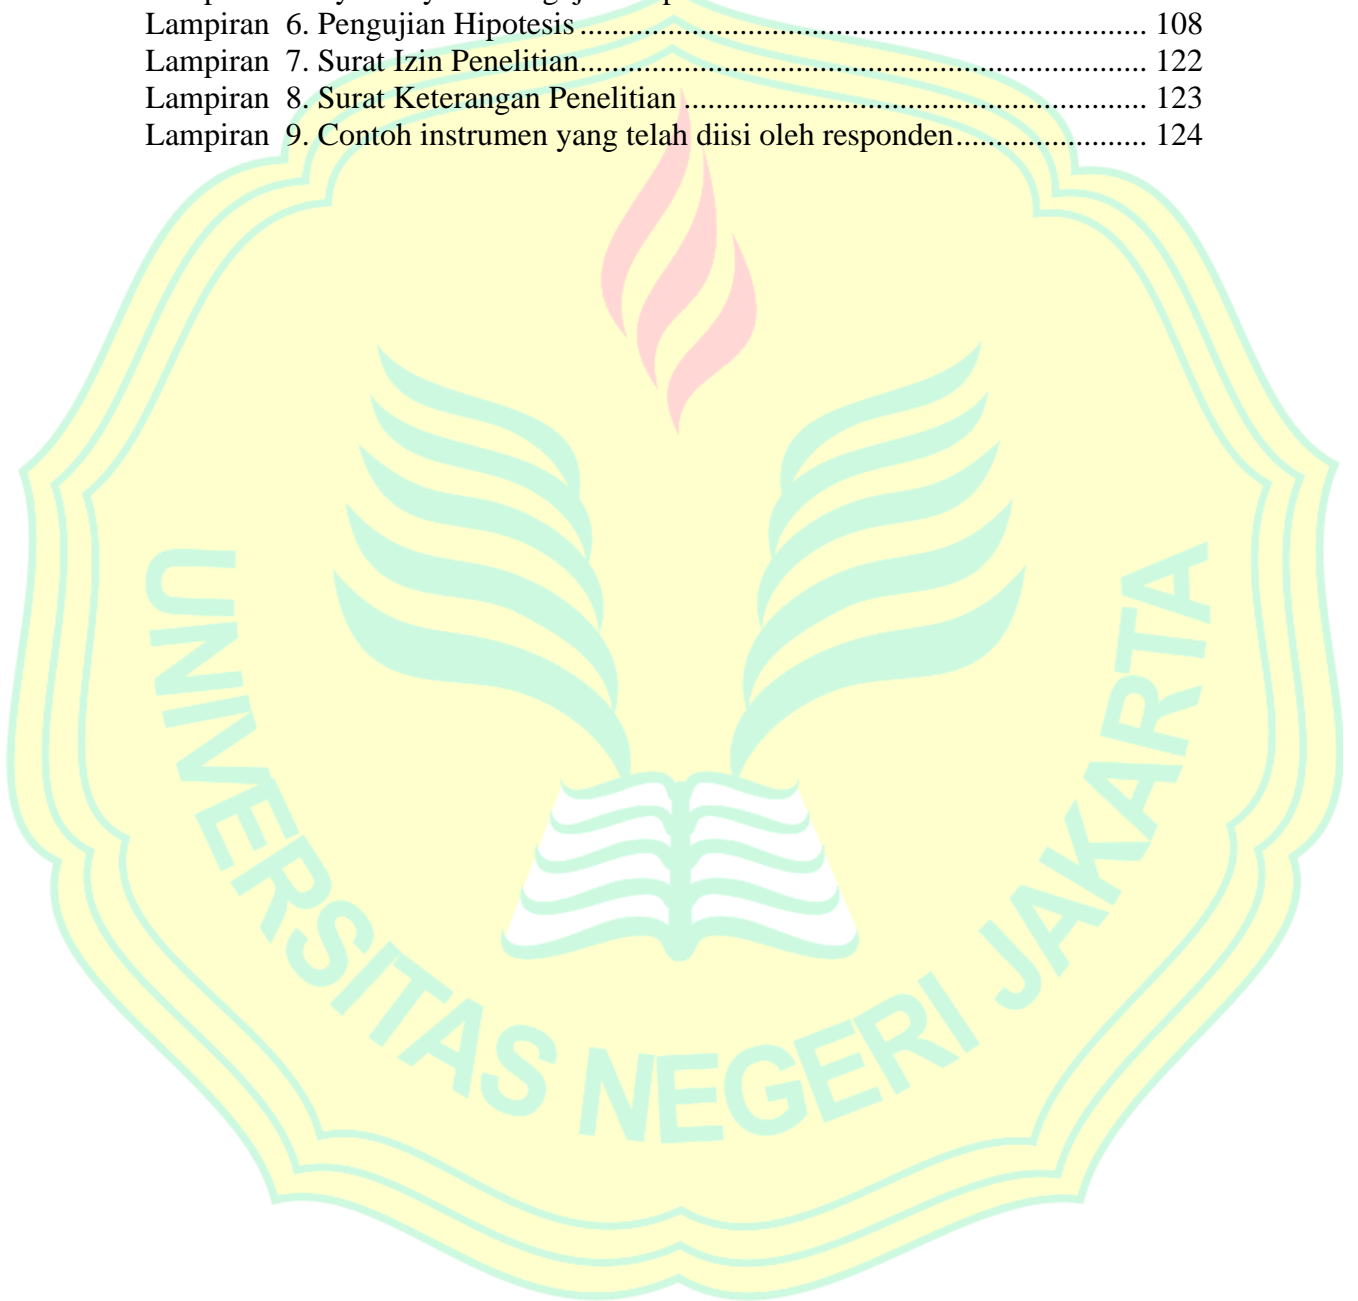 Lampiran 6. Pengujian Hipotesis ...................................................................... 108
Lampiran 7. Surat Izin Penelitian...................................................................... 122
Lampiran 8. Surat Keterangan Penelitian ......................................................... 123
Lampiran 9. Contoh instrumen yang telah diisi oleh responden........................ 124
UNIVERSITAS NEGERI JAKARTA